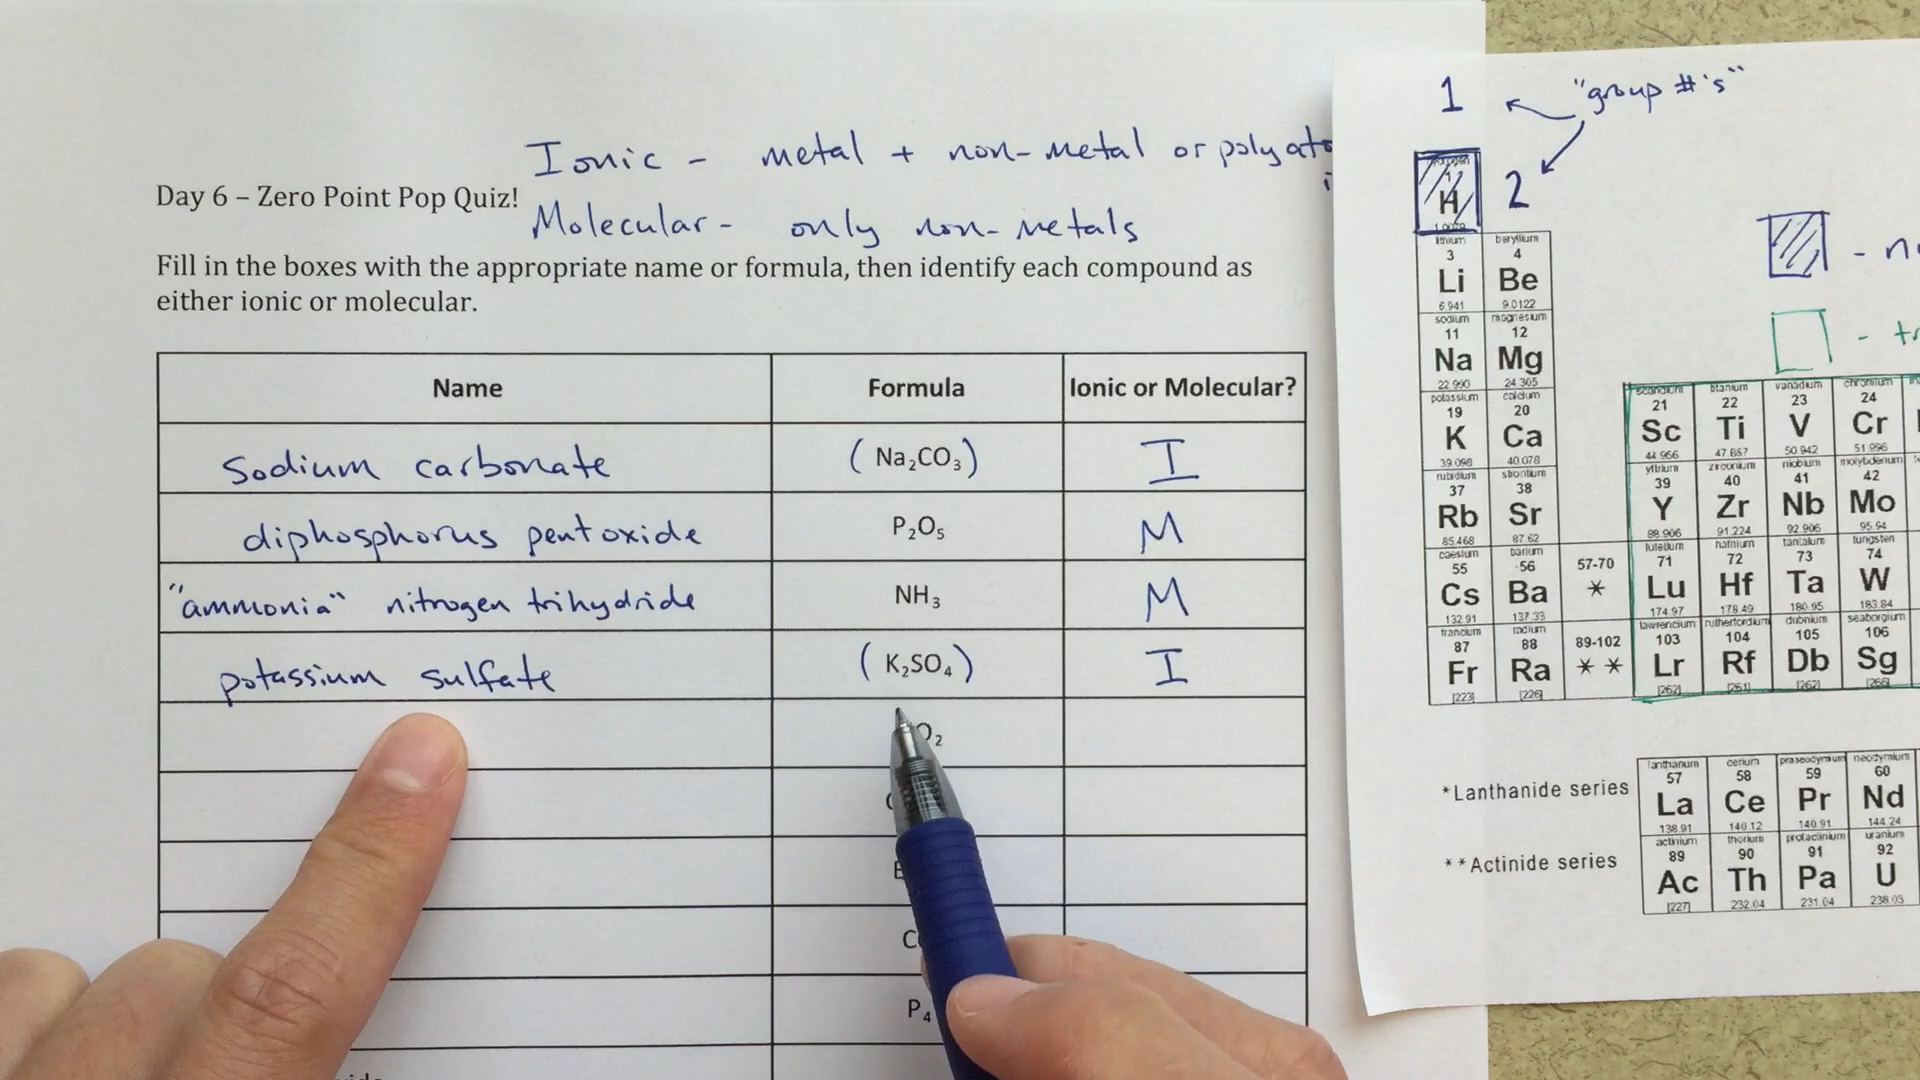 Ionic - metal + non-metal or polyato
Day 6 – Zero Point Pop Quiz!
Molecular - only non-metals
Fill in the boxes with the appropriate name or formula, then identify each compound as
either ionic or molecular.
Name Formula Ionic or Molecular?
sodium carbonate (Na₂CO₃) I
diphosphorus pentoxide P₂O₅ M
"ammonia" nitrogen trihydride NH₃ M
potassium sulfate (K₂SO₄) I
O₂
P₄
1 "group #'s"
2
hydrogen
1
H
1.0079
lithium beryllium
3 4
Li Be
6.941 9.0122
sodium magnesium
11 12
Na Mg
22.990 24.305
potassium calcium scandium titanium vanadium chromium
19 20 21 22 23 24
K Ca Sc Ti V Cr
39.098 40.078 44.956 47.867 50.942 51.996
rubidium strontium yttrium zirconium niobium molybdenum
37 38 39 40 41 42
Rb Sr Y Zr Nb Mo
85.468 87.62 88.906 91.224 92.906 95.94
caesium barium lutetium hafnium tantalum tungsten
55 56 57-70 71 72 73 74
Cs Ba * Lu Hf Ta W
132.91 137.33 174.97 178.49 180.95 183.84
francium radium lawrencium rutherfordium dubnium seaborgium
87 88 89-102 103 104 105 106
Fr Ra * * Lr Rf Db Sg
[223] [226] [262] [261] [262] [266]
*Lanthanide series
lanthanum cerium praseodymium neodymium
57 58 59 60
La Ce Pr Nd
138.91 140.12 140.91 144.24
**Actinide series
actinium thorium protactinium uranium
89 90 91 92
Ac Th Pa U
[227] 232.04 231.04 238.03